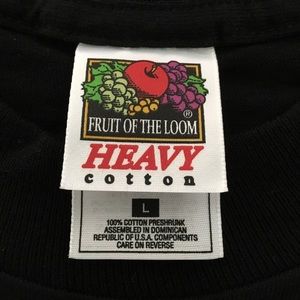 ®
FRUIT OF THE LOOM
HEAVY
cotton
L
100% COTTON PRESHRUNK
ASSEMBLED IN DOMINICAN
REPUBLIC OF U.S.A. COMPONENTS
CARE ON REVERSE